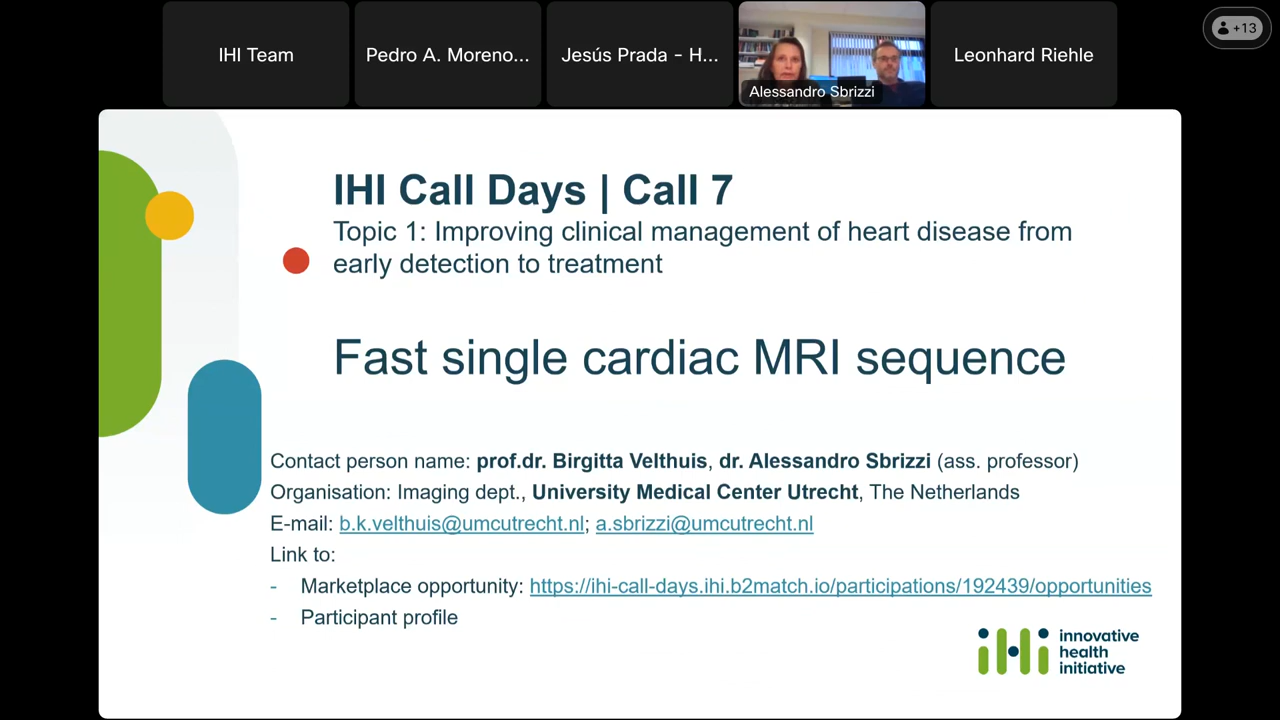 IHI Team
Pedro A. Moreno...
Jesús Prada - H...
Alessandro Sbrizzi
Leonhard Riehle
+13
IHI Call Days | Call 7
Topic 1: Improving clinical management of heart disease from
early detection to treatment
Fast single cardiac MRI sequence
Contact person name: prof.dr. Birgitta Velthuis, dr. Alessandro Sbrizzi (ass. professor)
Organisation: Imaging dept., University Medical Center Utrecht, The Netherlands
E-mail: b.k.velthuis@umcutrecht.nl; a.sbrizzi@umcutrecht.nl
Link to:
- Marketplace opportunity: https://ihi-call-days.ihi.b2match.io/participations/192439/opportunities
- Participant profile
iHi innovative
health
initiative